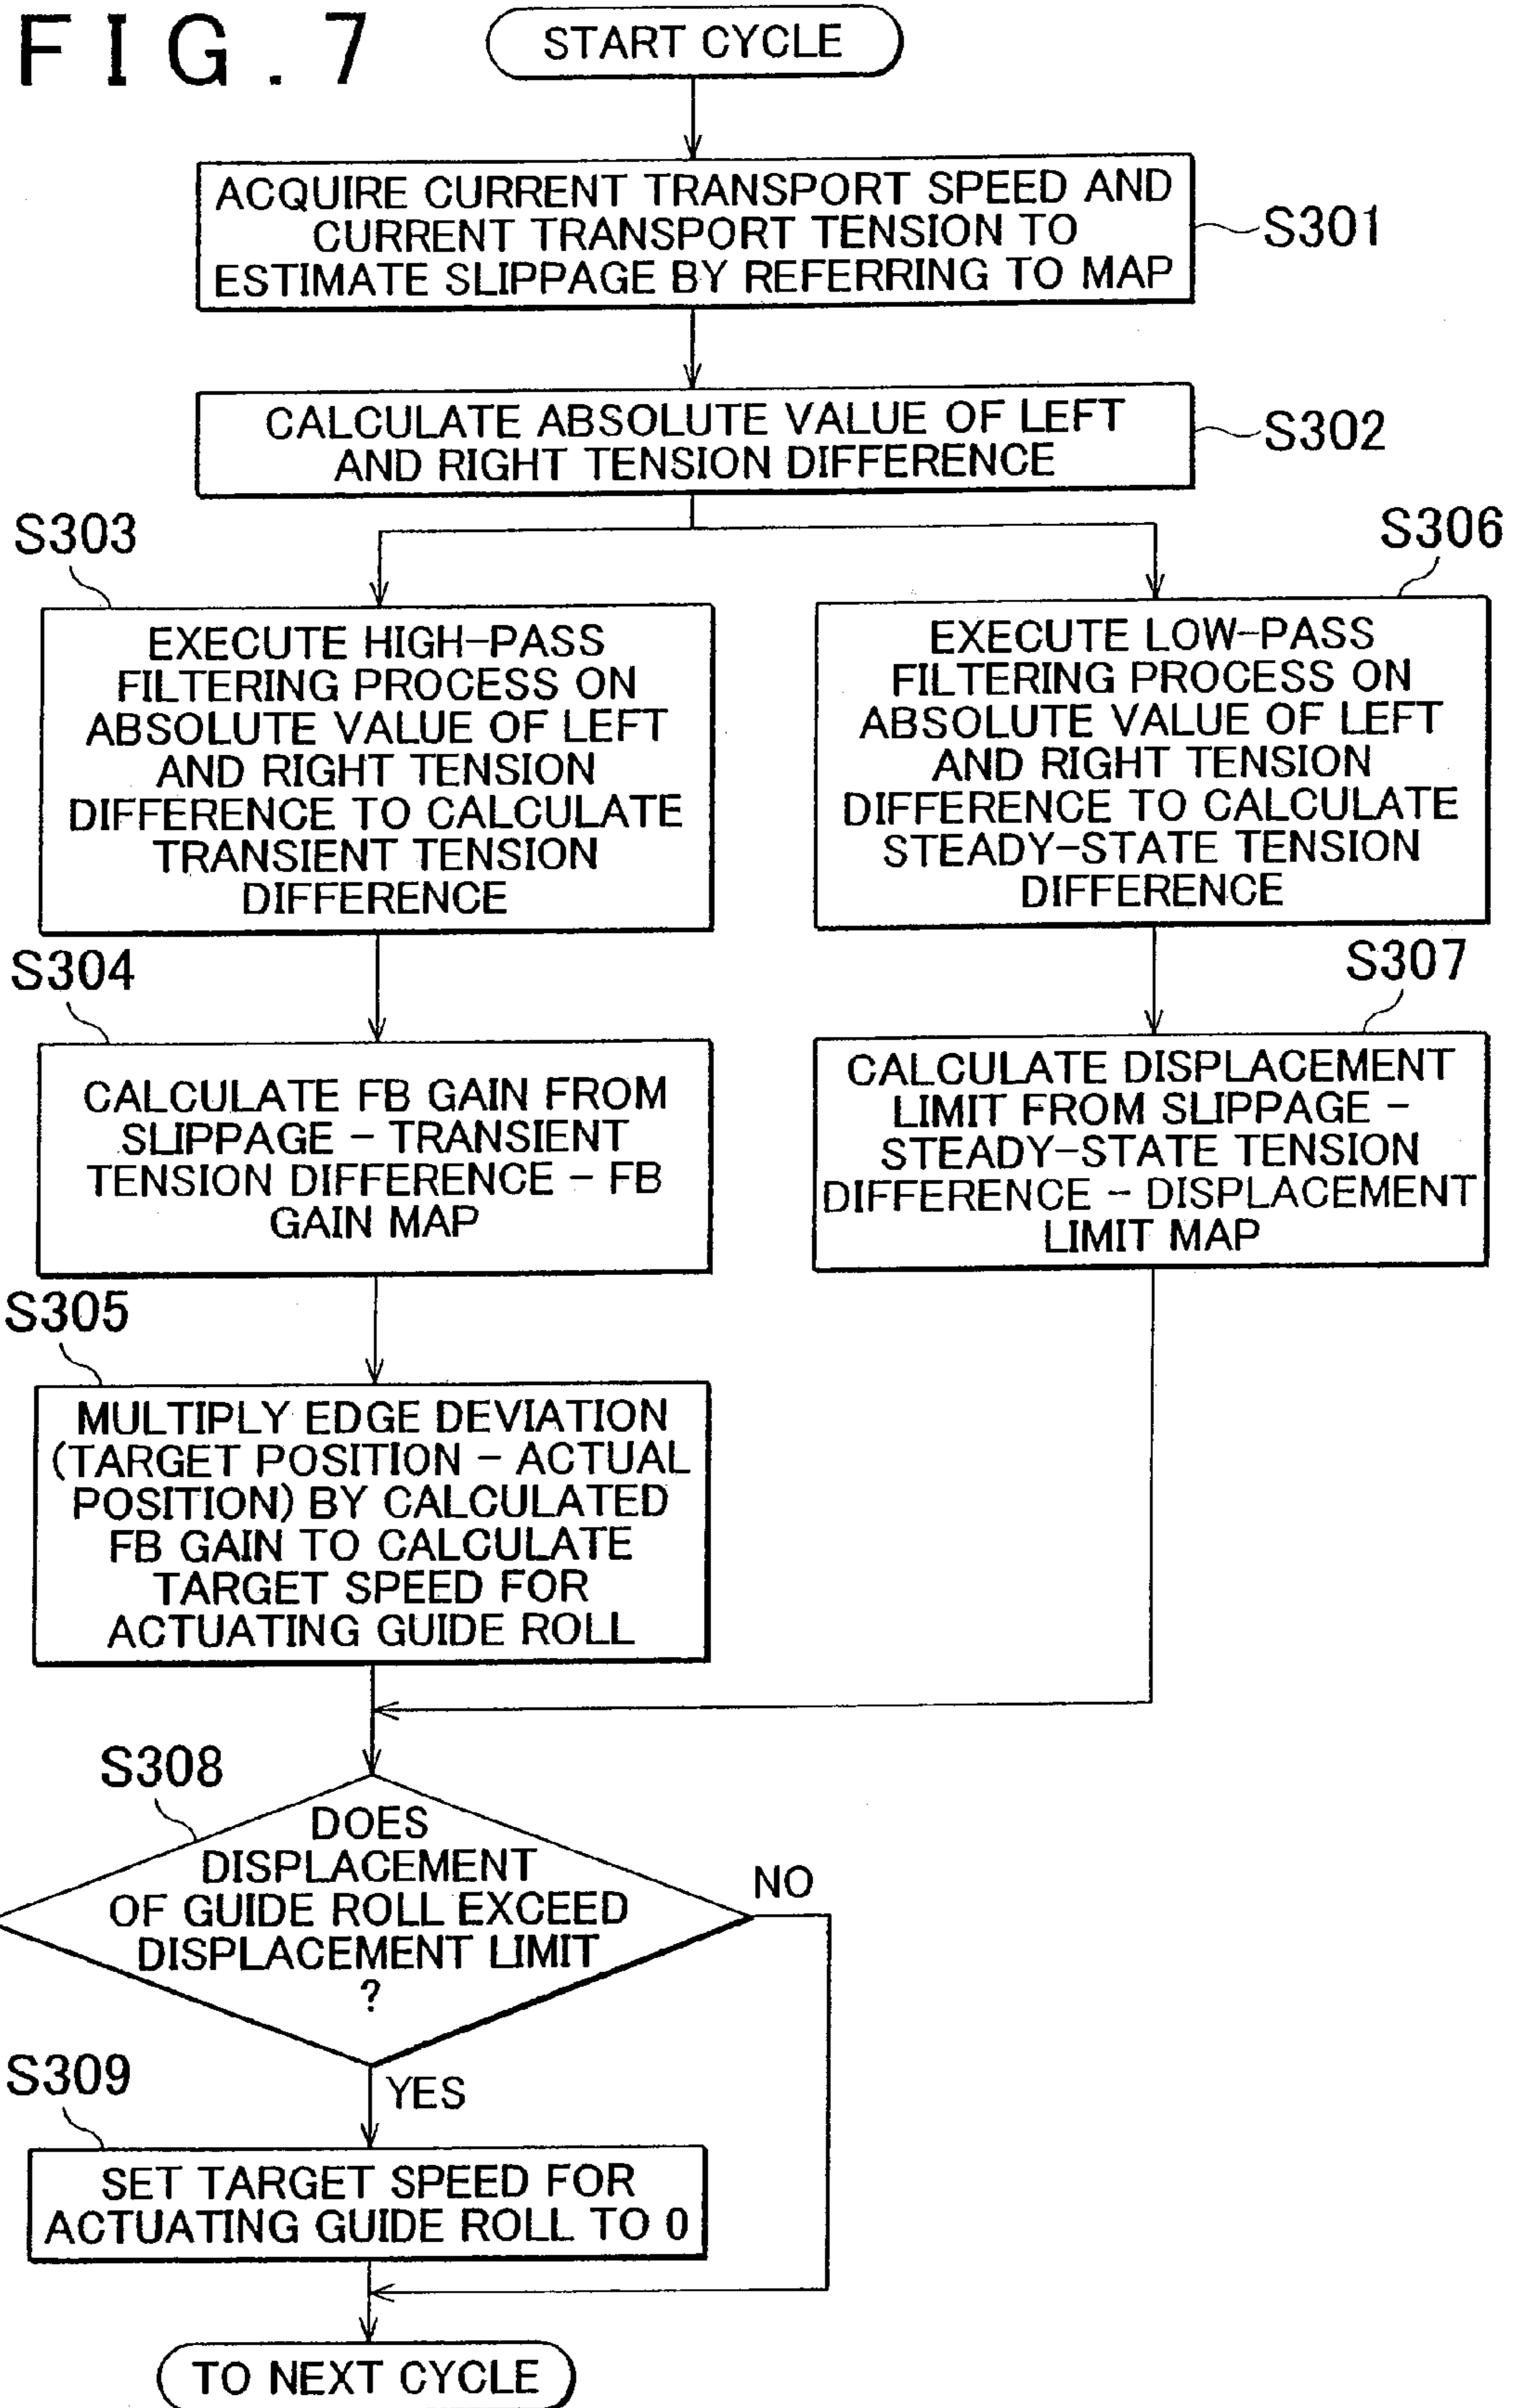 FIG.7
START CYCLE
ACQUIRE CURRENT TRANSPORT SPEED AND
CURRENT TRANSPORT TENSION TO
ESTIMATE SLIPPAGE BY REFERRING TO MAP
S301
CALCULATE ABSOLUTE VALUE OF LEFT
AND RIGHT TENSION DIFFERENCE
S302
S303
EXECUTE HIGH-PASS
FILTERING PROCESS ON
ABSOLUTE VALUE OF LEFT
AND RIGHT TENSION
DIFFERENCE TO CALCULATE
TRANSIENT TENSION
DIFFERENCE
S306
EXECUTE LOW-PASS
FILTERING PROCESS ON
ABSOLUTE VALUE OF LEFT
AND RIGHT TENSION
DIFFERENCE TO CALCULATE
STEADY-STATE TENSION
DIFFERENCE
S304
CALCULATE FB GAIN FROM
SLIPPAGE - TRANSIENT
TENSION DIFFERENCE - FB
GAIN MAP
S307
CALCULATE DISPLACEMENT
LIMIT FROM SLIPPAGE -
STEADY-STATE TENSION
DIFFERENCE - DISPLACEMENT
LIMIT MAP
S305
MULTIPLY EDGE DEVIATION
(TARGET POSITION - ACTUAL
POSITION) BY CALCULATED
FB GAIN TO CALCULATE
TARGET SPEED FOR
ACTUATING GUIDE ROLL
S308
DOES
DISPLACEMENT
OF GUIDE ROLL EXCEED
DISPLACEMENT LIMIT
?
NO
YES
S309
SET TARGET SPEED FOR
ACTUATING GUIDE ROLL TO 0
TO NEXT CYCLE